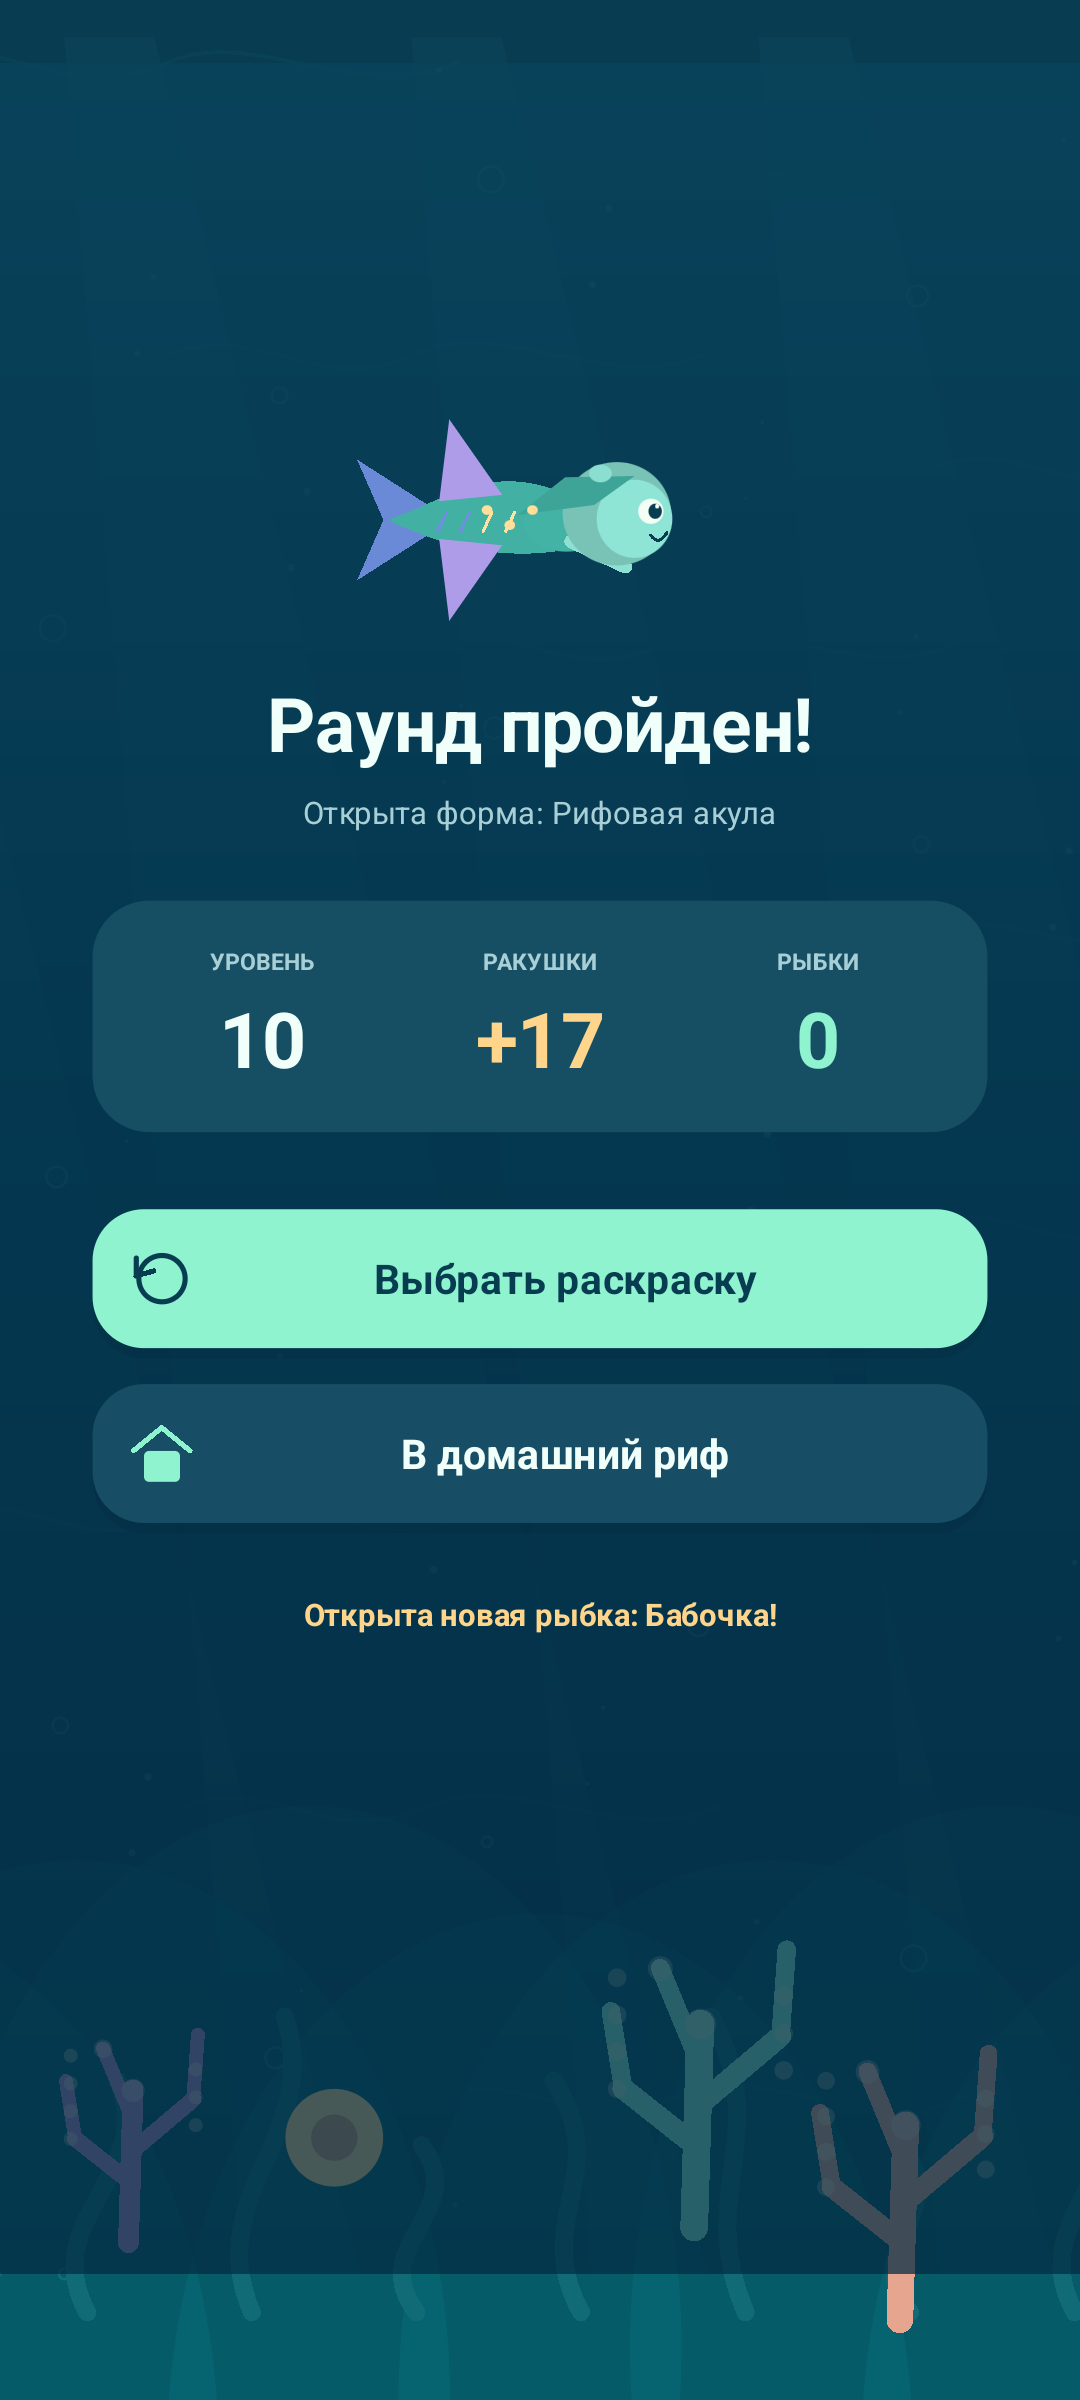 Раунд пройден!
Открыта форма: Рифовая акула
УРОВЕНЬ РАКУШКИ РЫБКИ
10 +17 0
Выбрать раскраску
В домашний риф
Открыта новая рыбка: Бабочка!